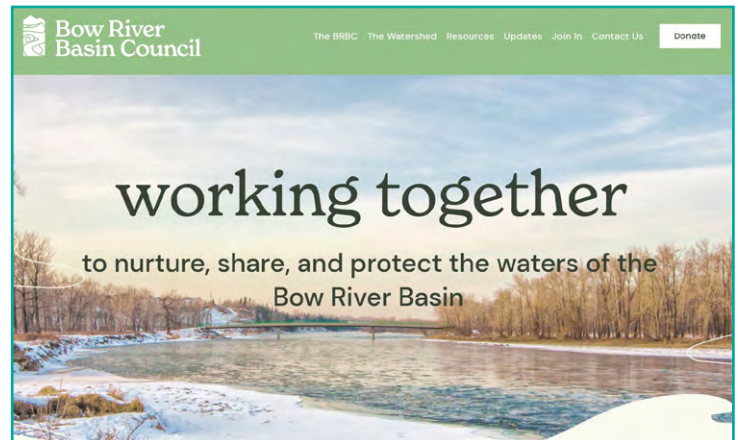 Bow River
Basin Council
The BRBC The Watershed Resources Updates Join In Contact Us Donate
working together
to nurture, share, and protect the waters of the
Bow River Basin